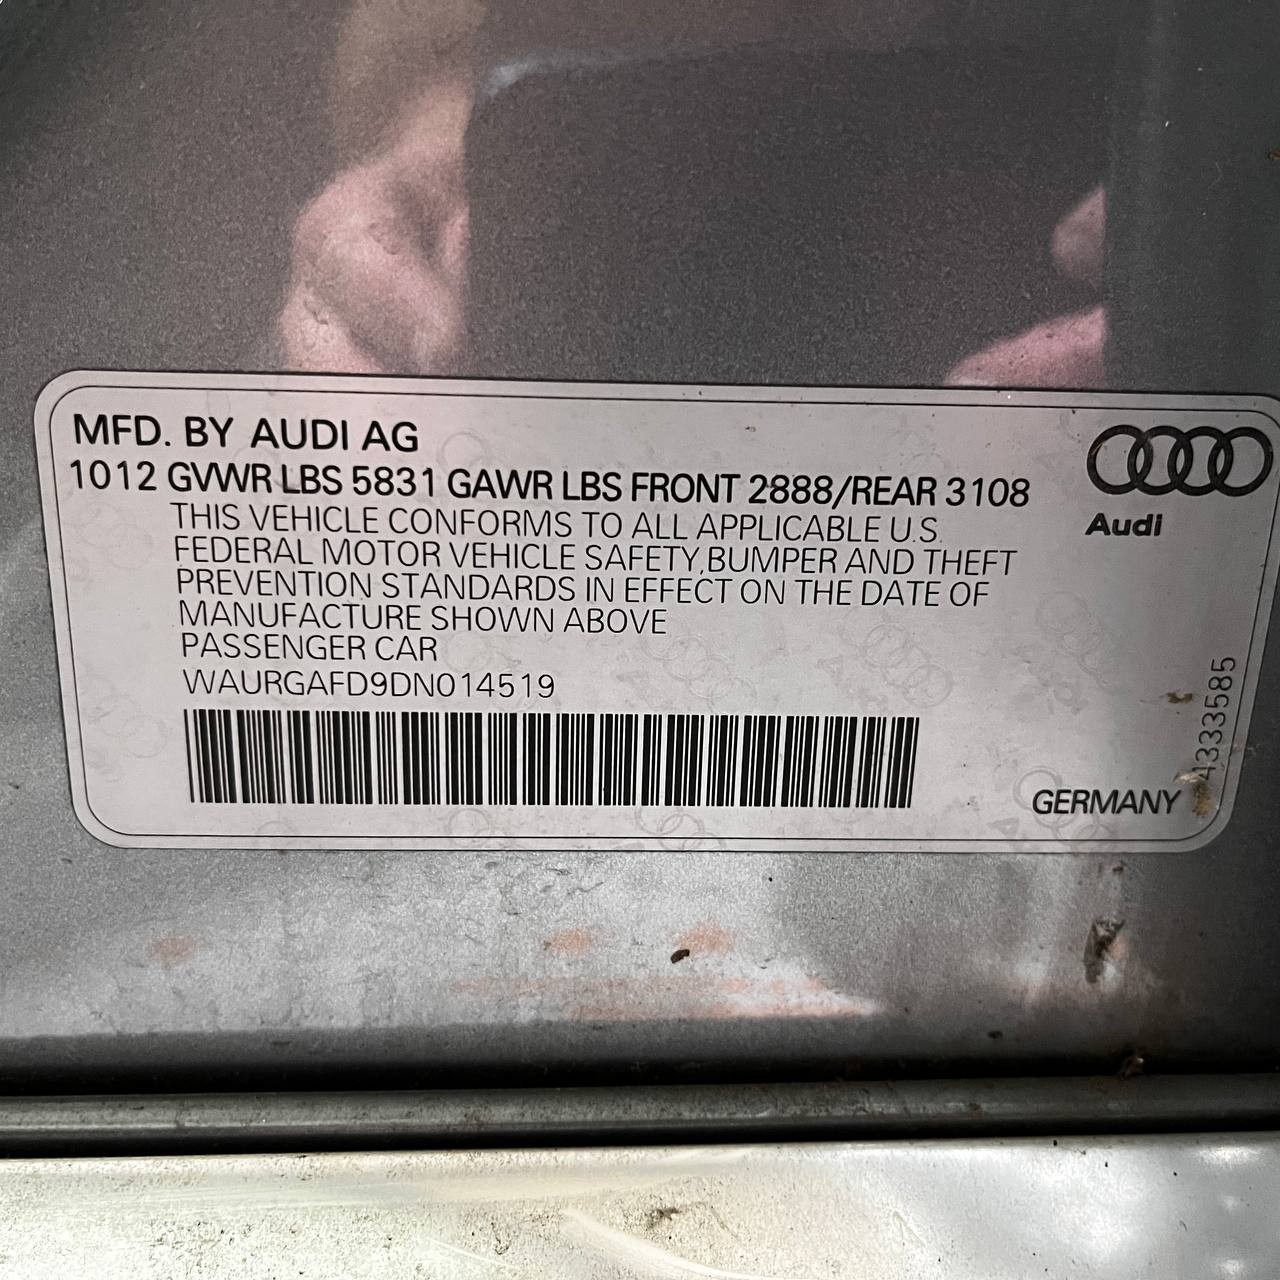 MFD. BY AUDI AG
1012 GVWR LBS 5831 GAWR LBS FRONT 2888/REAR 3108
THIS VEHICLE CONFORMS TO ALL APPLICABLE U.S.
FEDERAL MOTOR VEHICLE SAFETY,BUMPER AND THEFT
PREVENTION STANDARDS IN EFFECT ON THE DATE OF
MANUFACTURE SHOWN ABOVE
PASSENGER CAR
WAURGAFD9DN014519
Audi
GERMANY
4333585